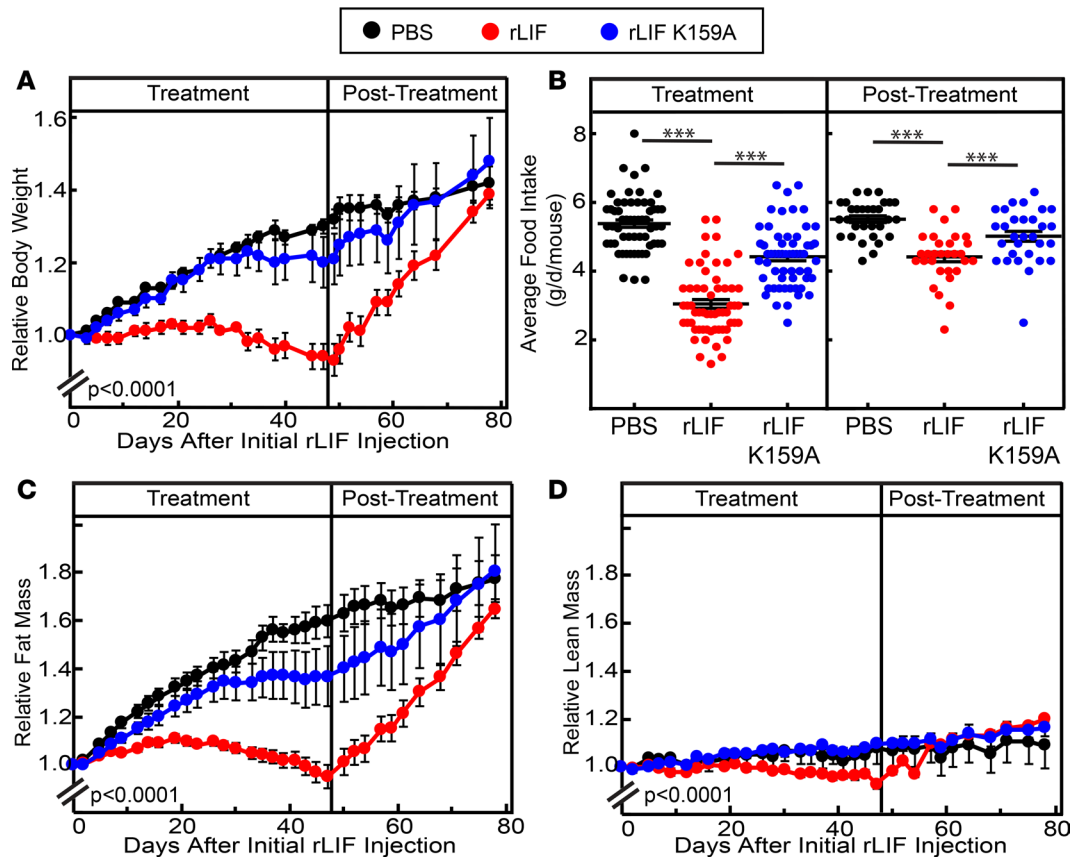 PBS rLIF rLIF K159A
A
Treatment Post-Treatment
Relative Body Weight
1.6
1.4
1.2
1.0
p<0.0001
0 20 40 60 80
Days After Initial rLIF Injection
B
Treatment Post-Treatment
Average Food Intake
(g/d/mouse)
8
6
4
2
*** *** *** ***
PBS rLIF rLIF PBS rLIF rLIF
K159A K159A
C
Treatment Post-Treatment
Relative Fat Mass
1.8
1.6
1.4
1.2
1.0
p<0.0001
0 20 40 60 80
Days After Initial rLIF Injection
D
Treatment Post-Treatment
Relative Lean Mass
1.8
1.6
1.4
1.2
1.0
p<0.0001
0 20 40 60 80
Days After Initial rLIF Injection